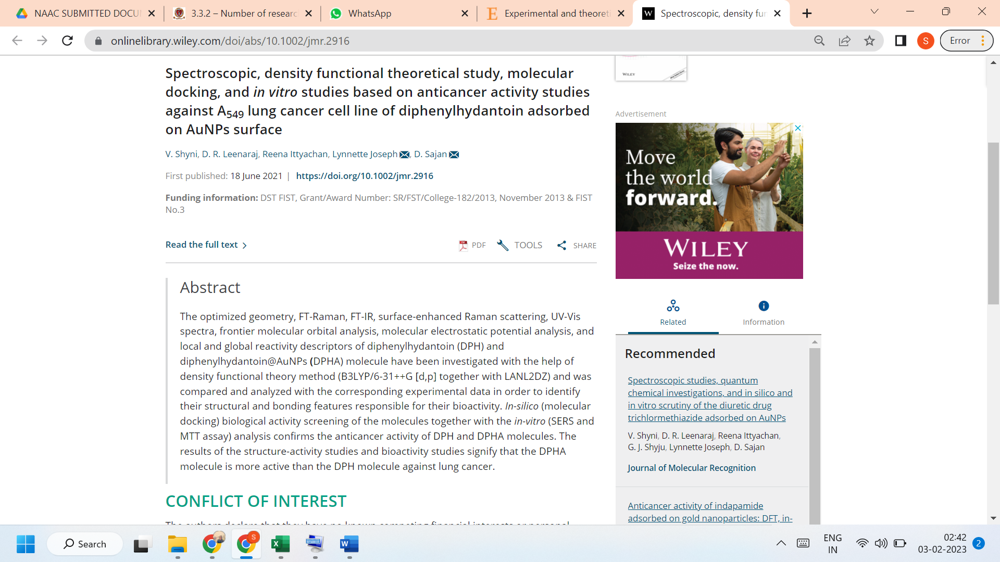 NAAC SUBMITTED DOCU
3.3.2 – Number of researc
WhatsApp
Experimental and theoreti
Spectroscopic, density fur
onlinelibrary.wiley.com/doi/abs/10.1002/jmr.2916
S
Error
Spectroscopic, density functional theoretical study, molecular
docking, and in vitro studies based on anticancer activity studies
against A549 lung cancer cell line of diphenylhydantoin adsorbed
on AuNPs surface
V. Shyni, D. R. Leenaraj, Reena Ittyachan, Lynnette Joseph, D. Sajan
First published: 18 June 2021 | https://doi.org/10.1002/jmr.2916
Funding information: DST FIST, Grant/Award Number: SR/FST/College-182/2013, November 2013 & FIST
No.3
Read the full text
PDF
TOOLS
SHARE
Abstract
The optimized geometry, FT-Raman, FT-IR, surface-enhanced Raman scattering, UV-Vis
spectra, frontier molecular orbital analysis, molecular electrostatic potential analysis, and
local and global reactivity descriptors of diphenylhydantoin (DPH) and
diphenylhydantoin@AuNPs (DPHA) molecule have been investigated with the help of
density functional theory method (B3LYP/6-31++G [d,p] together with LANL2DZ) and was
compared and analyzed with the corresponding experimental data in order to identify
their structural and bonding features responsible for their bioactivity. In-silico (molecular
docking) biological activity screening of the molecules together with the in-vitro (SERS and
MTT assay) analysis confirms the anticancer activity of DPH and DPHA molecules. The
results of the structure-activity studies and bioactivity studies signify that the DPHA
molecule is more active than the DPH molecule against lung cancer.
CONFLICT OF INTEREST
The authors declare that they have no known competing financial interests or personal
WILEY
Advertisement
Move
the world
forward.
WILEY
Seize the now.
Related
Information
Recommended
Spectroscopic studies, quantum
chemical investigations, and in silico and
in vitro scrutiny of the diuretic drug
trichlormethiazide adsorbed on AuNPs
V. Shyni, D. R. Leenaraj, Reena Ittyachan,
G. J. Shyju, Lynnette Joseph, D. Sajan
Journal of Molecular Recognition
Anticancer activity of indapamide
adsorbed on gold nanoparticles: DFT, in-
Search
S
ENG
IN
02:42
03-02-2023
2